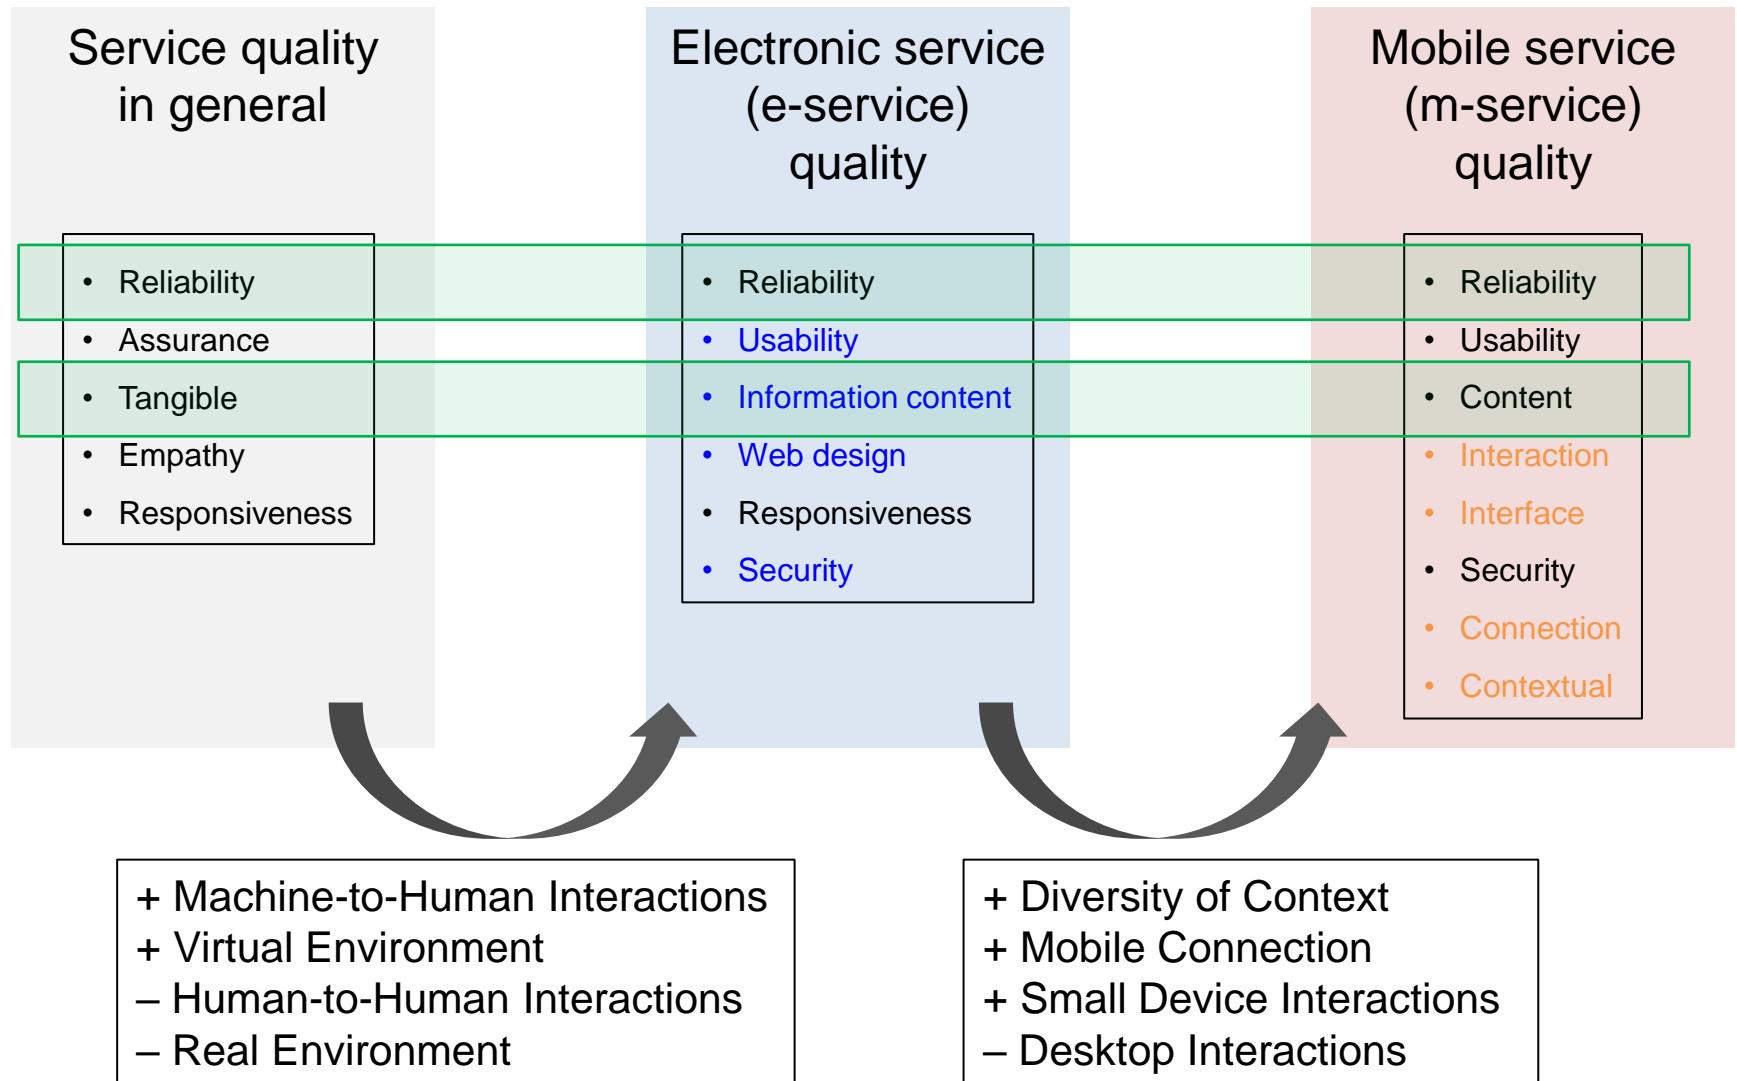 Service quality
in general
• Reliability
• Assurance
• Tangible
• Empathy
• Responsiveness
Electronic service
(e-service)
quality
• Reliability
• Usability
• Information content
• Web design
• Responsiveness
• Security
Mobile service
(m-service)
quality
• Reliability
• Usability
• Content
• Interaction
• Interface
• Security
• Connection
• Contextual
+ Machine-to-Human Interactions
+ Virtual Environment
– Human-to-Human Interactions
– Real Environment
+ Diversity of Context
+ Mobile Connection
+ Small Device Interactions
– Desktop Interactions